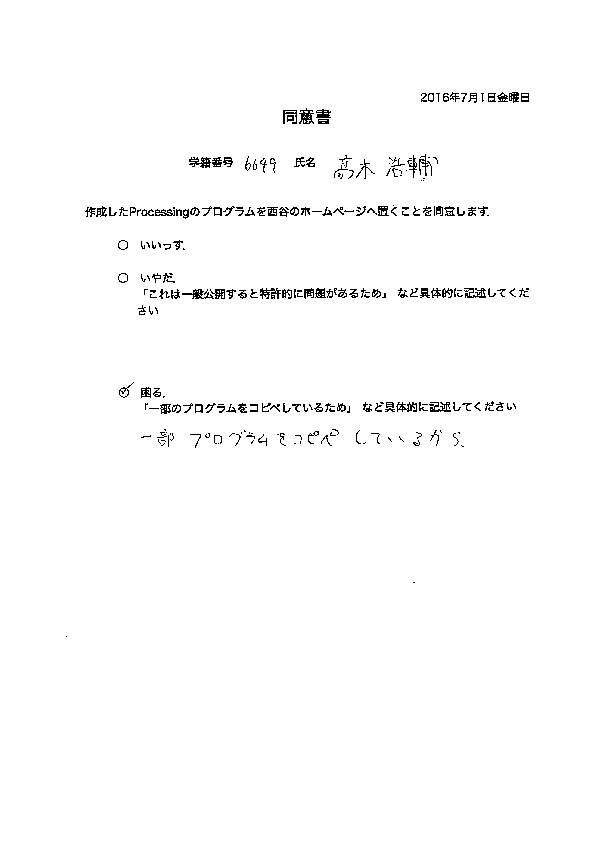 2016年7月1日金曜日
同意書
学籍番号 6649 氏名 高木 浩輔
作成したProcessingのプログラムを西谷のホームページへ置くことを同意します.
○ いいっす.
○ いやだ.
「これは一般公開すると特許的に問題があるため」 など具体的に記述してくだ
さい
○ 困る.
「一部のプログラムをコピペしているため」 など具体的に記述してください
一部 プログラムをコピペ しているから.